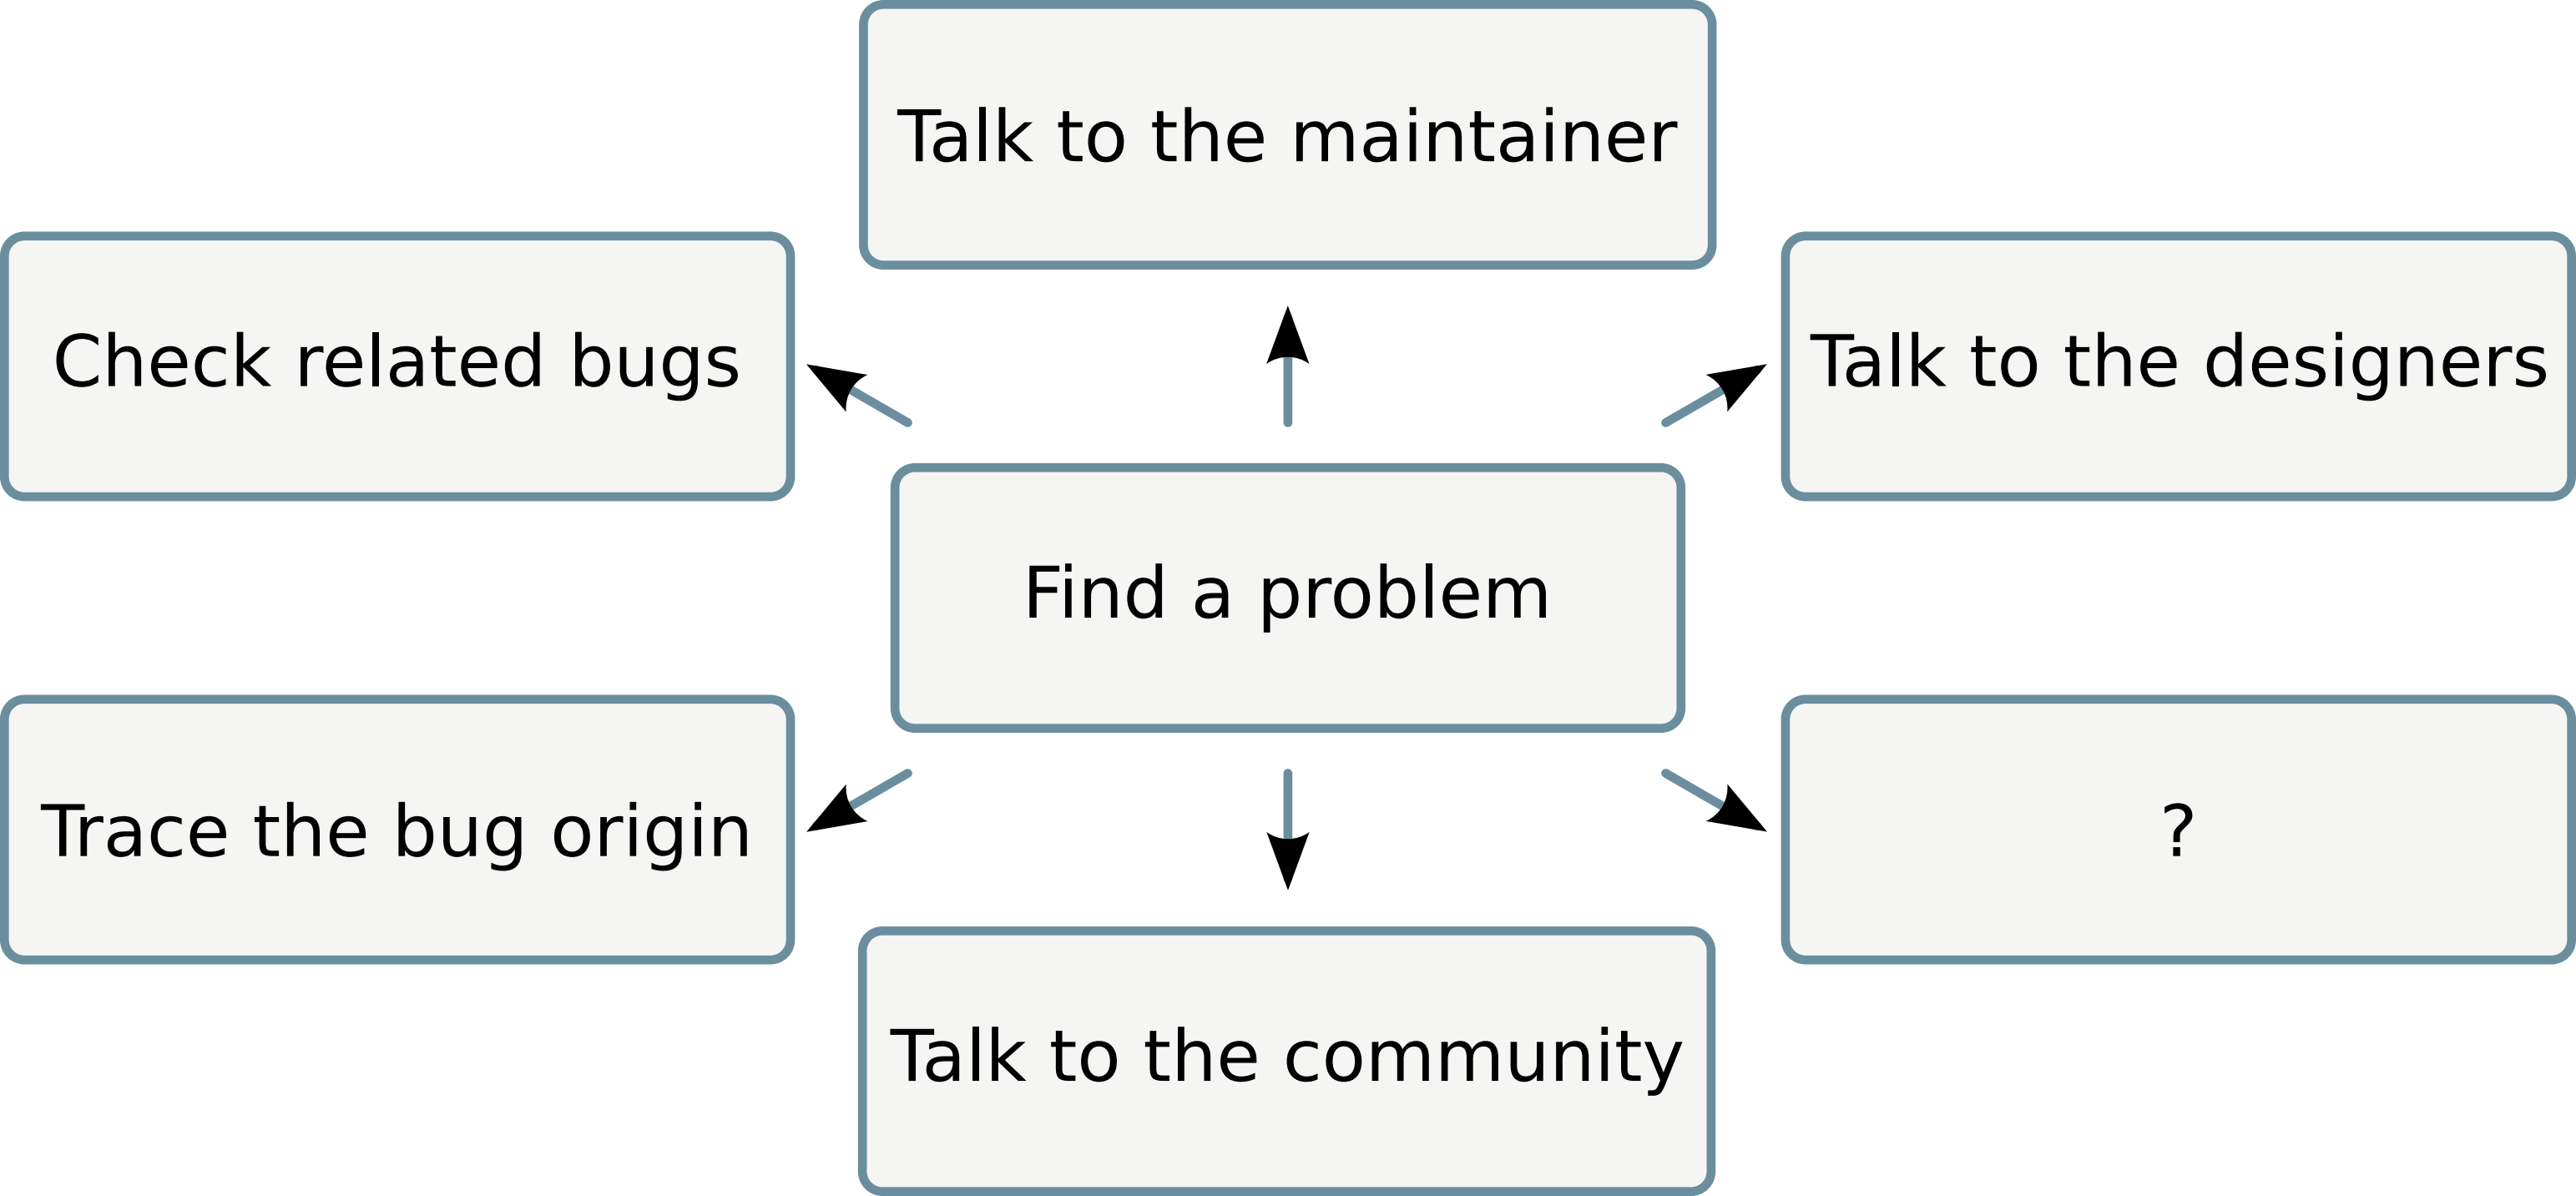 Talk to the maintainer
Check related bugs
Talk to the designers
Find a problem
Trace the bug origin
?
Talk to the community